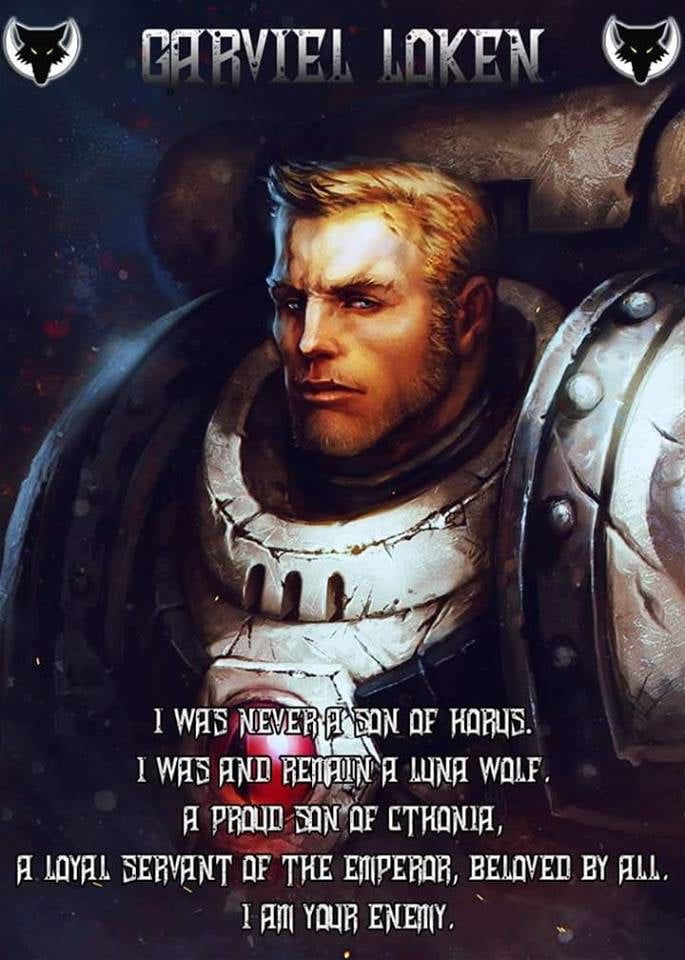 GARVIEL LOKEN
I WAS NEVER A SON OF HORUS.
I WAS AND REMAIN A LUNA WOLF.
A PROUD SON OF CTHONIA,
A LOYAL SERVANT OF THE EMPEROR, BELOVED BY ALL.
I AM YOUR ENEMY.